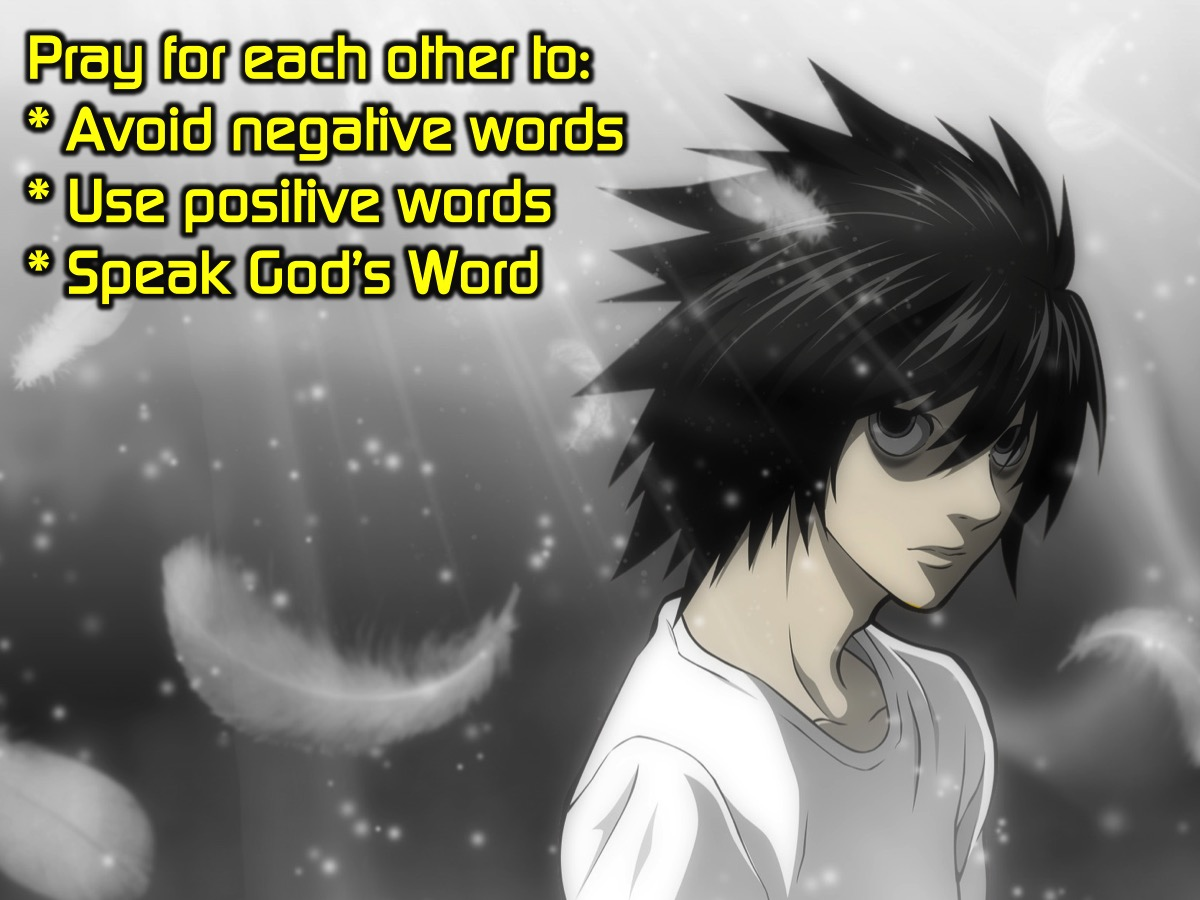 Pray for each other to:
* Avoid negative words
* Use positive words
* Speak God's Word